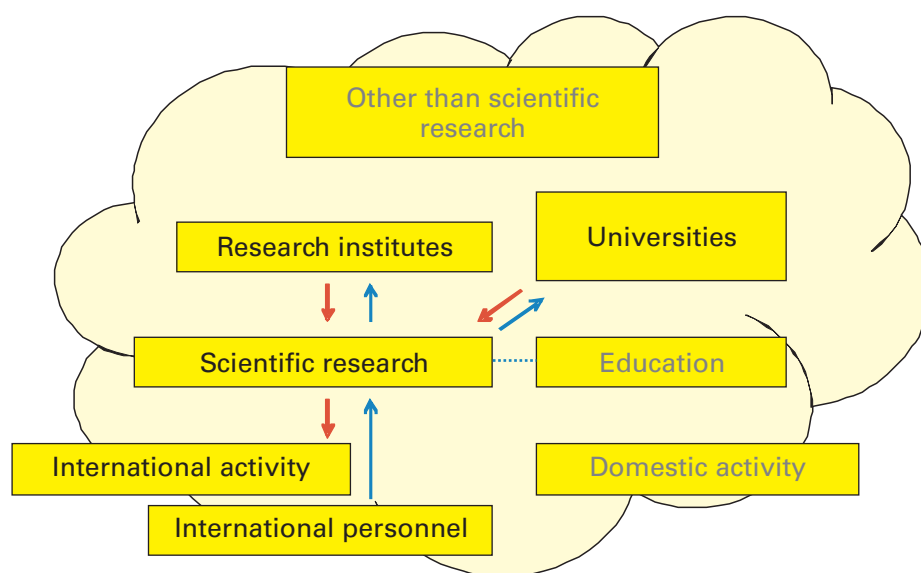 Other than scientific
research
Research institutes
Universities
Scientific research
Education
International activity
Domestic activity
International personnel